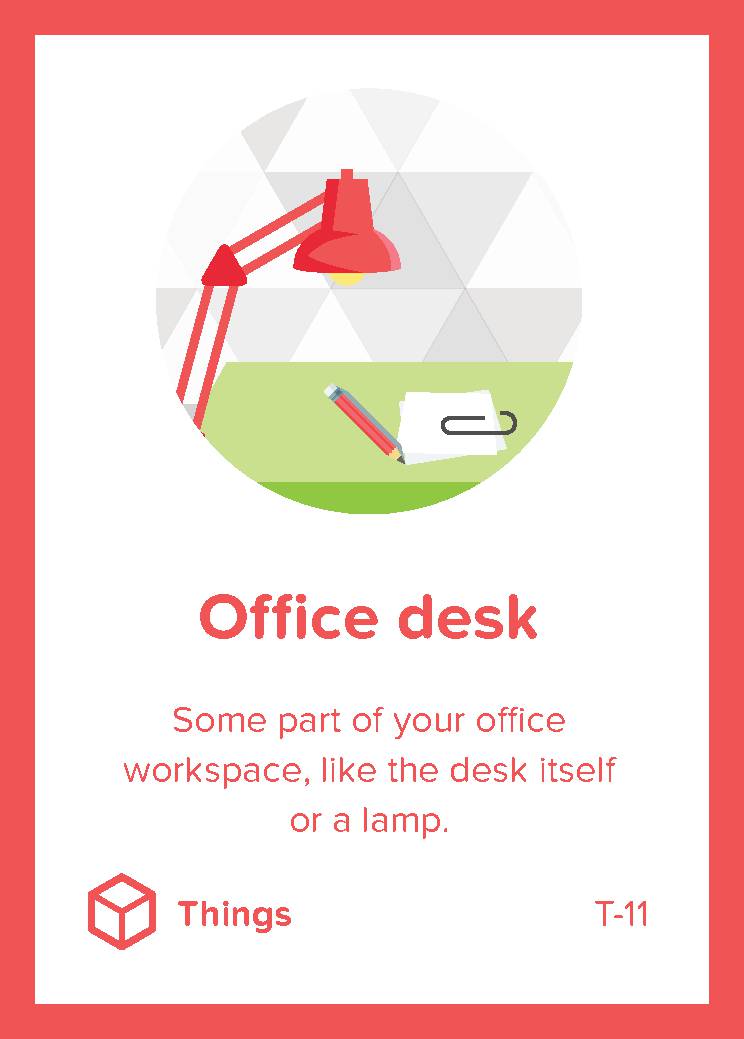 Office desk
Some part of your office
workspace, like the desk itself
or a lamp.
Things
T-11